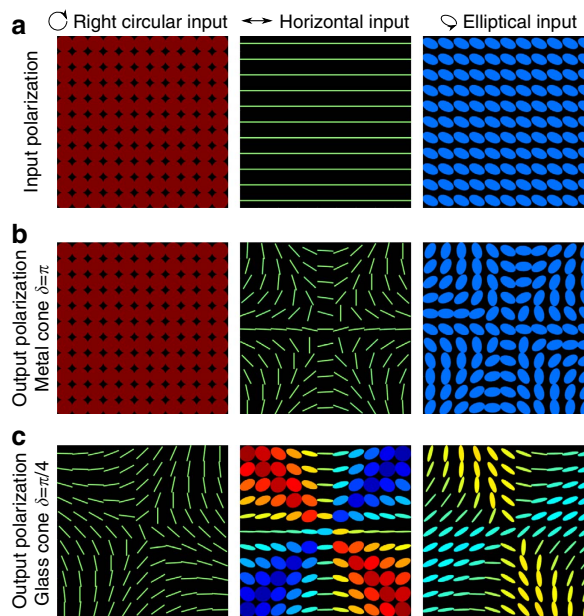 Right circular input
Horizontal input
Elliptical input
a
Input polarization
b
Output polarization
Metal cone δ=π
c
Output polarization
Glass cone δ=π/4